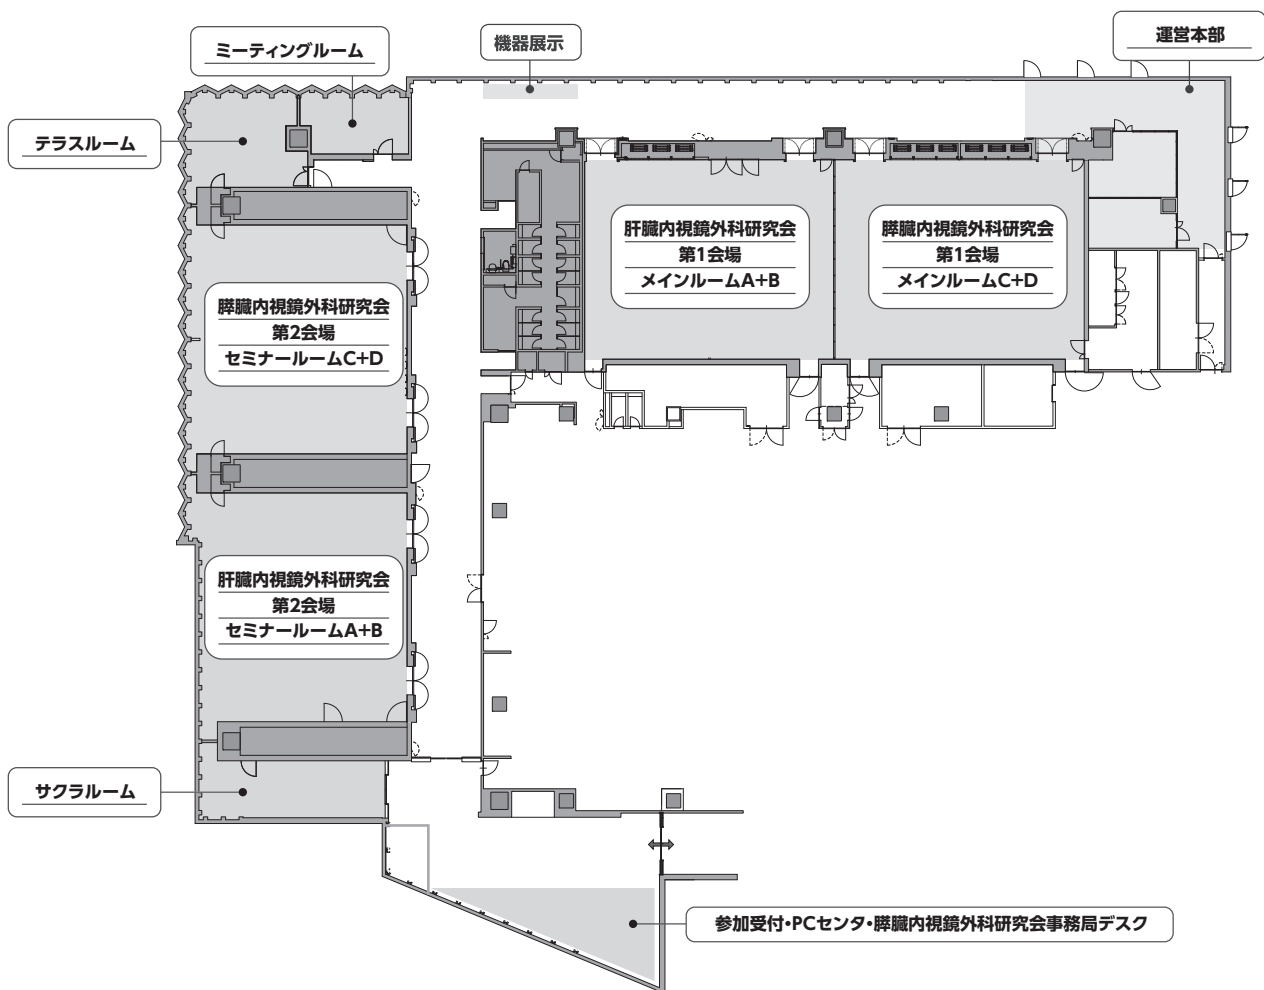 ミーティングルーム
機器展示
運営本部
テラスルーム
肝臓内視鏡外科研究会
第1会場
メインルームA+B
膵臓内視鏡外科研究会
第1会場
メインルームC+D
膵臓内視鏡外科研究会
第2会場
セミナールームC+D
肝臓内視鏡外科研究会
第2会場
セミナールームA+B
サクラルーム
参加受付・PCセンタ・膵臓内視鏡外科研究会事務局デスク